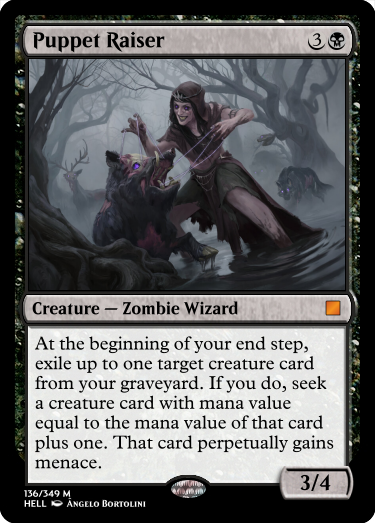 Puppet Raiser 3
Creature — Zombie Wizard
At the beginning of your end step,
exile up to one target creature card
from your graveyard. If you do, seek
a creature card with mana value
equal to the mana value of that card
plus one. That card perpetually gains
menace.
3/4
136/349 M
HELL Angelo Bortolini